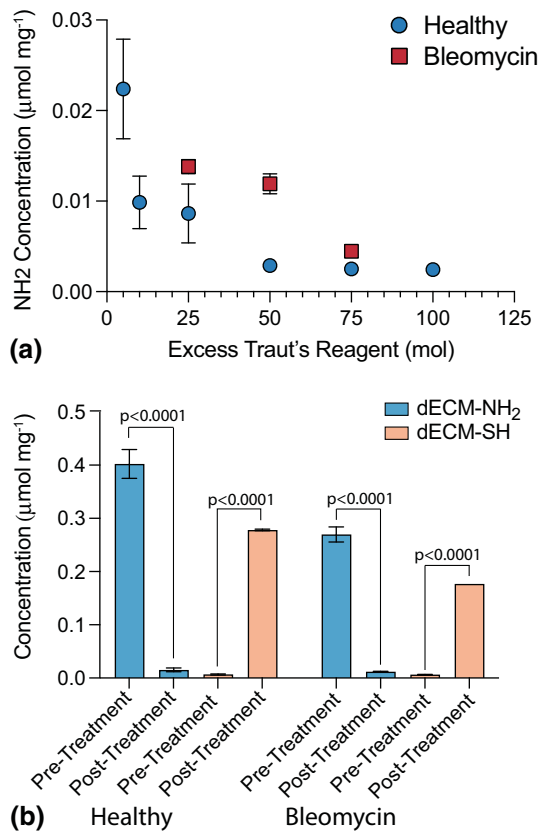 0.03
0.02
0.01
0.00
NH2 Concentration (μmol mg⁻¹)
Healthy
Bleomycin
0 25 50 75 100 125
Excess Traut's Reagent (mol)
(a)
0.5
0.4
0.3
0.2
0.1
0.0
Concentration (μmol mg⁻¹)
dECM-NH₂
dECM-SH
p<0.0001
p<0.0001
p<0.0001
p<0.0001
Pre-Treatment
Post-Treatment
Pre-Treatment
Post-Treatment
Pre-Treatment
Post-Treatment
Pre-Treatment
Post-Treatment
(b) Healthy Bleomycin